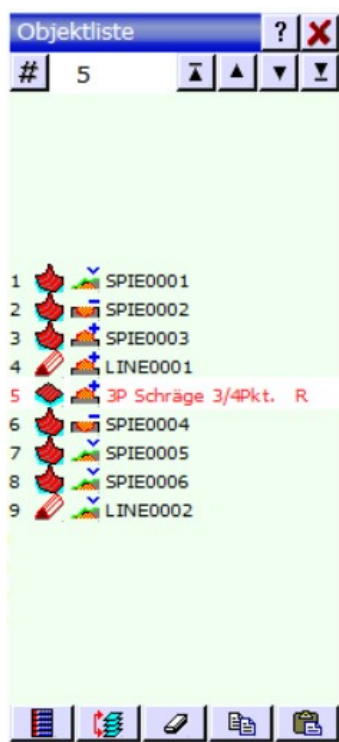 Objektliste ?
# 5
1 SPIE0001
2 SPIE0002
3 SPIE0003
4 LINE0001
5 3P Schräge 3/4Pkt. R
6 SPIE0004
7 SPIE0005
8 SPIE0006
9 LINE0002